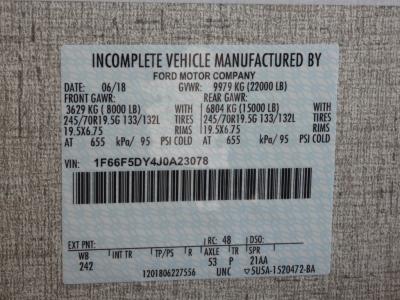 INCOMPLETE VEHICLE MANUFACTURED BY
FORD MOTOR COMPANY
DATE: 06/18 GVWR: 9979 KG (22000 LB)
FRONT GAWR: REAR GAWR:
3629 KG ( 8000 LB) WITH 6804 KG (15000 LB) WITH
245/70R19.5G 133/132L TIRES 245/70R19.5G 133/132L TIRES
19.5X6.75 RIMS 19.5X6.75 RIMS
AT 655 kPa/ 95 PSI COLD AT 655 kPa/ 95 PSI COLD
VIN: 1F66F5DY4J0A23078
EXT PNT: RC: 48 DSO:
WB INT TR TP/PS R AXLE TR SPR
242 53 P 21AA
1201806227556 UNC 5U5A-1520472-BA